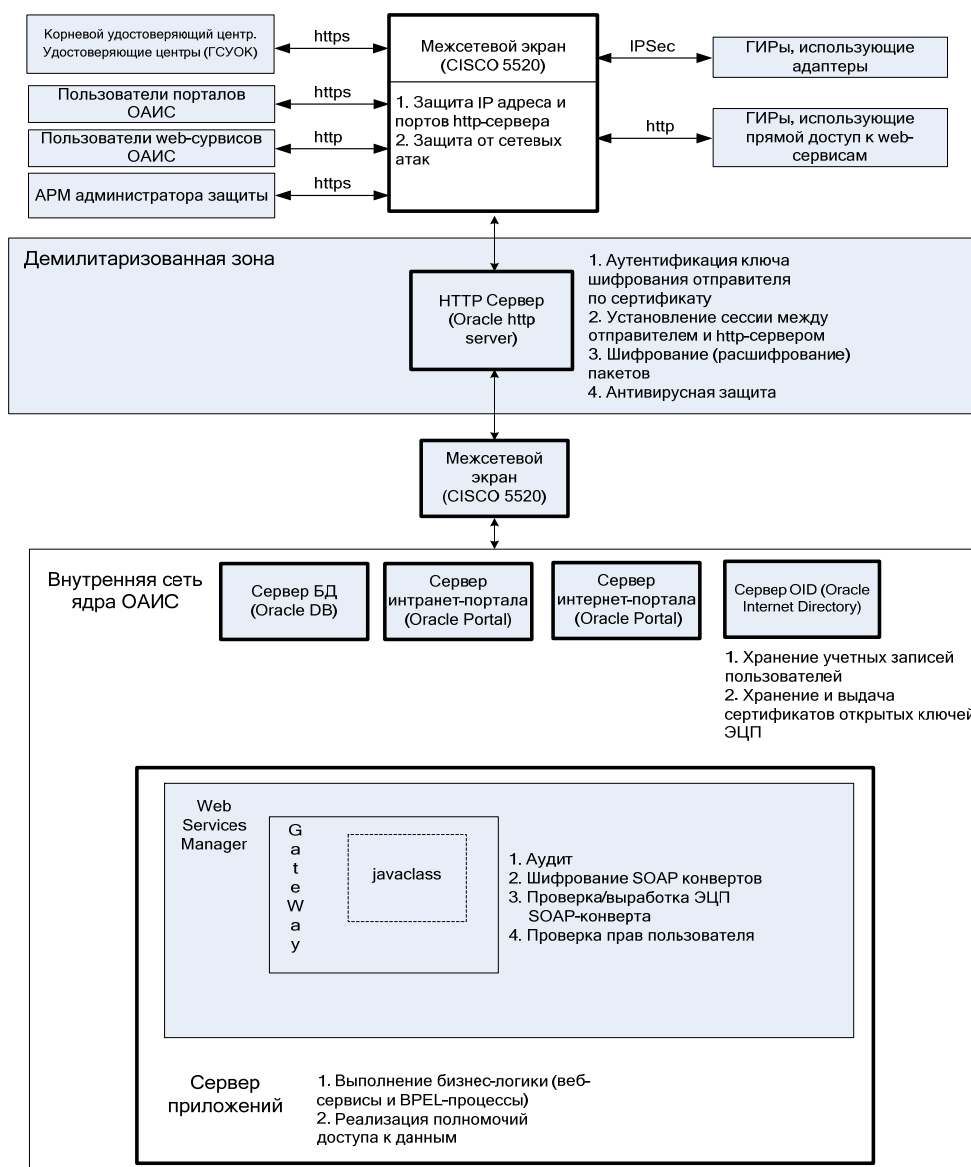 Корневой удостоверяющий центр.
Удостоверяющие центры (ГСУОК)
https
Пользователи порталов
ОАИС
https
Пользователи web-сурвисов
ОАИС
http
АРМ администратора защиты
https
Межсетевой экран
(CISCO 5520)
1. Защита IP адреса и
портов http-сервера
2. Защита от сетевых
атак
IPSec
ГИРы, использующие
адаптеры
http
ГИРы, использующие
прямой доступ к web-
сервисам
Демилитаризованная зона
HTTP Сервер
(Oracle http
server)
1. Аутентификация ключа
шифрования отправителя
по сертификату
2. Установление сессии между
отправителем и http-сервером
3. Шифрование (расшифрование)
пакетов
4. Антивирусная защита
Межсетевой
экран
(CISCO 5520)
Внутренняя сеть
ядра ОАИС
Сервер БД
(Oracle DB)
Сервер
интранет-портала
(Oracle Portal)
Сервер
интернет-портала
(Oracle Portal)
Сервер OID (Oracle
Internet Directory)
1. Хранение учетных записей
пользователей
2. Хранение и выдача
сертификатов открытых ключей
ЭЦП
Web
Services
Manager
GateWay
javaclass
1. Аудит
2. Шифрование SOAP конвертов
3. Проверка/выработка ЭЦП
SOAP-конверта
4. Проверка прав пользователя
Сервер
приложений
1. Выполнение бизнес-логики (веб-
сервисы и BPEL-процессы)
2. Реализация полномочий
доступа к данным